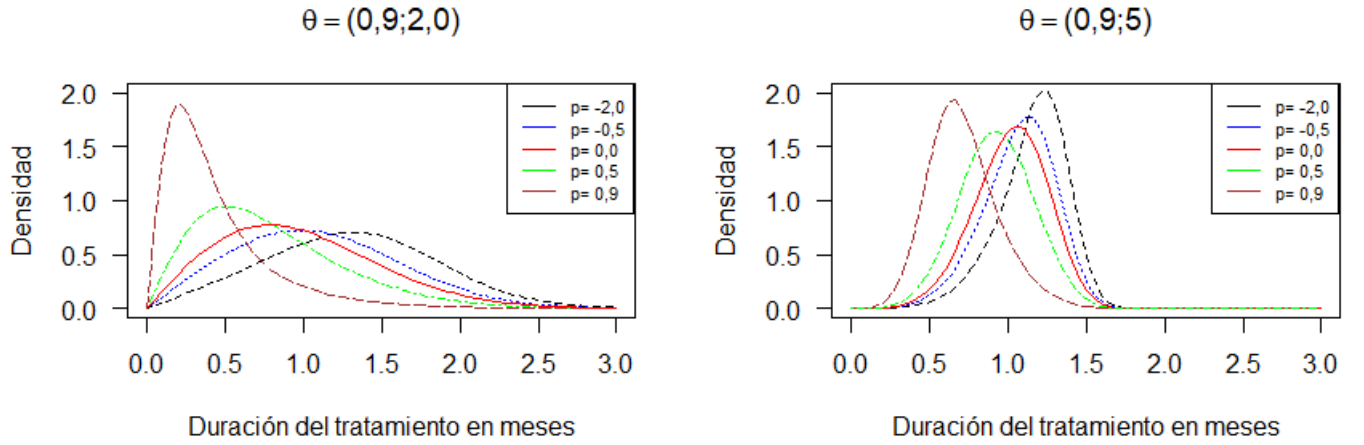 θ = (0,9;2,0)
Densidad
2.0
1.5
1.0
0.5
0.0
p= -2,0
p= -0,5
p= 0,0
p= 0,5
p= 0,9
0.0 0.5 1.0 1.5 2.0 2.5 3.0
Duración del tratamiento en meses
θ = (0,9;5)
Densidad
2.0
1.5
1.0
0.5
0.0
p= -2,0
p= -0,5
p= 0,0
p= 0,5
p= 0,9
0.0 0.5 1.0 1.5 2.0 2.5 3.0
Duración del tratamiento en meses